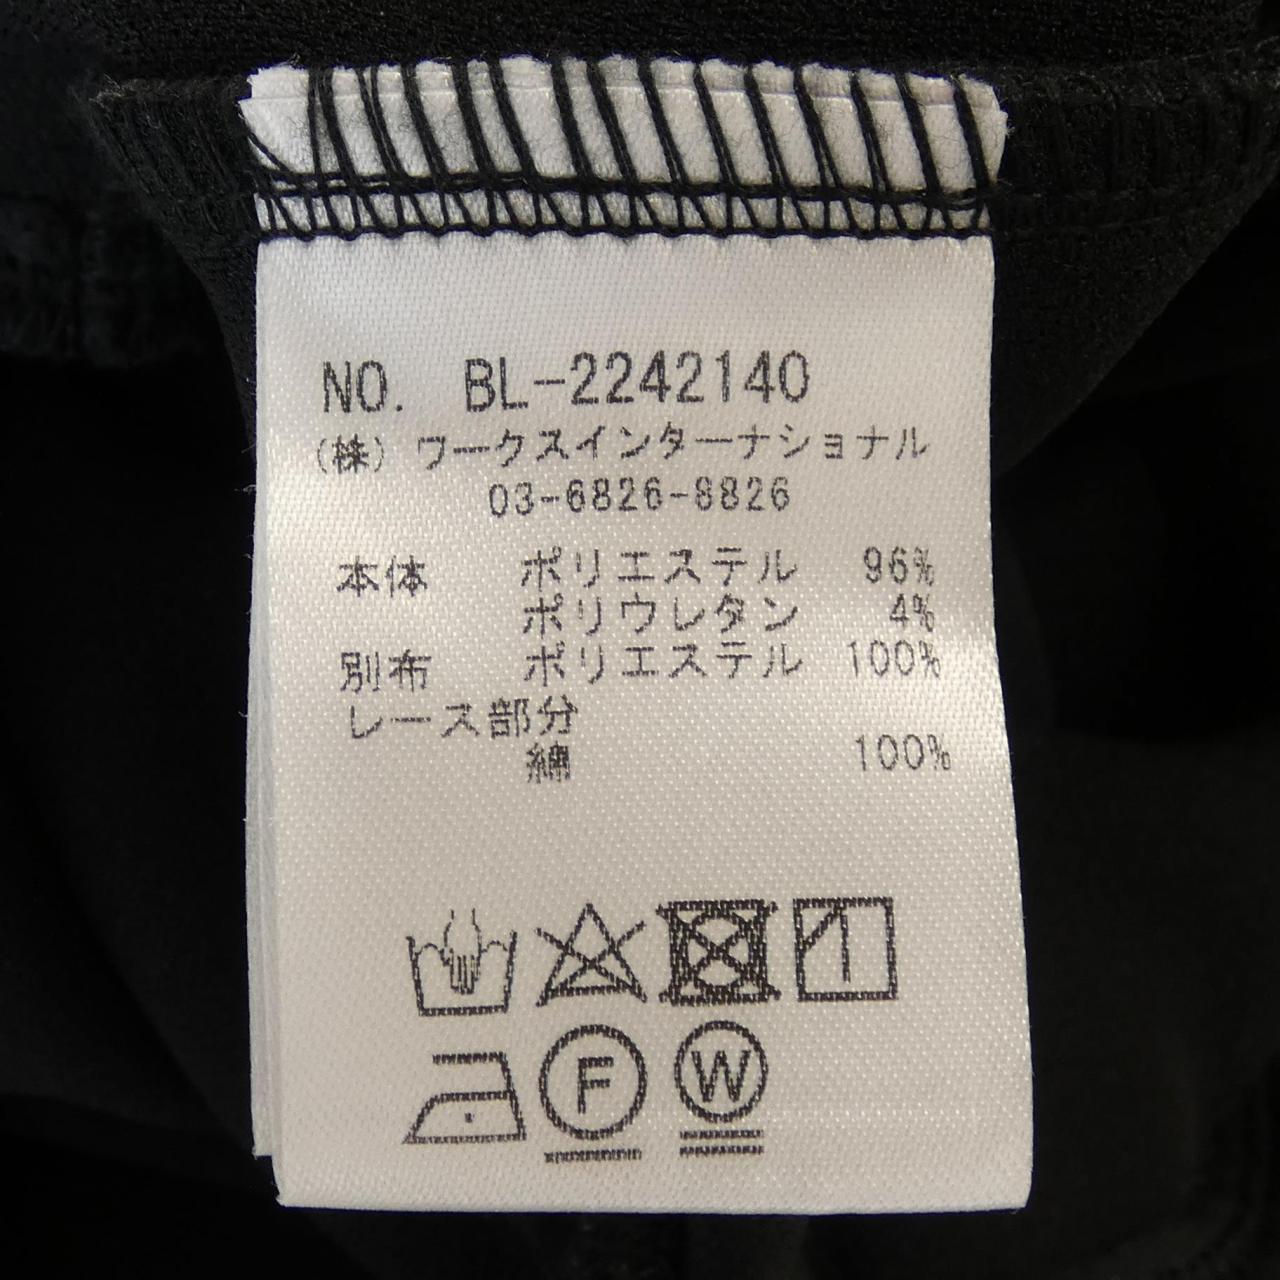 NO. BL-2242140
(株) ワークスインターナショナル
03-6826-8826
本体 ポリエステル 96%
ポリウレタン 4%
別布 ポリエステル 100%
レース部分
綿 100%
F
W